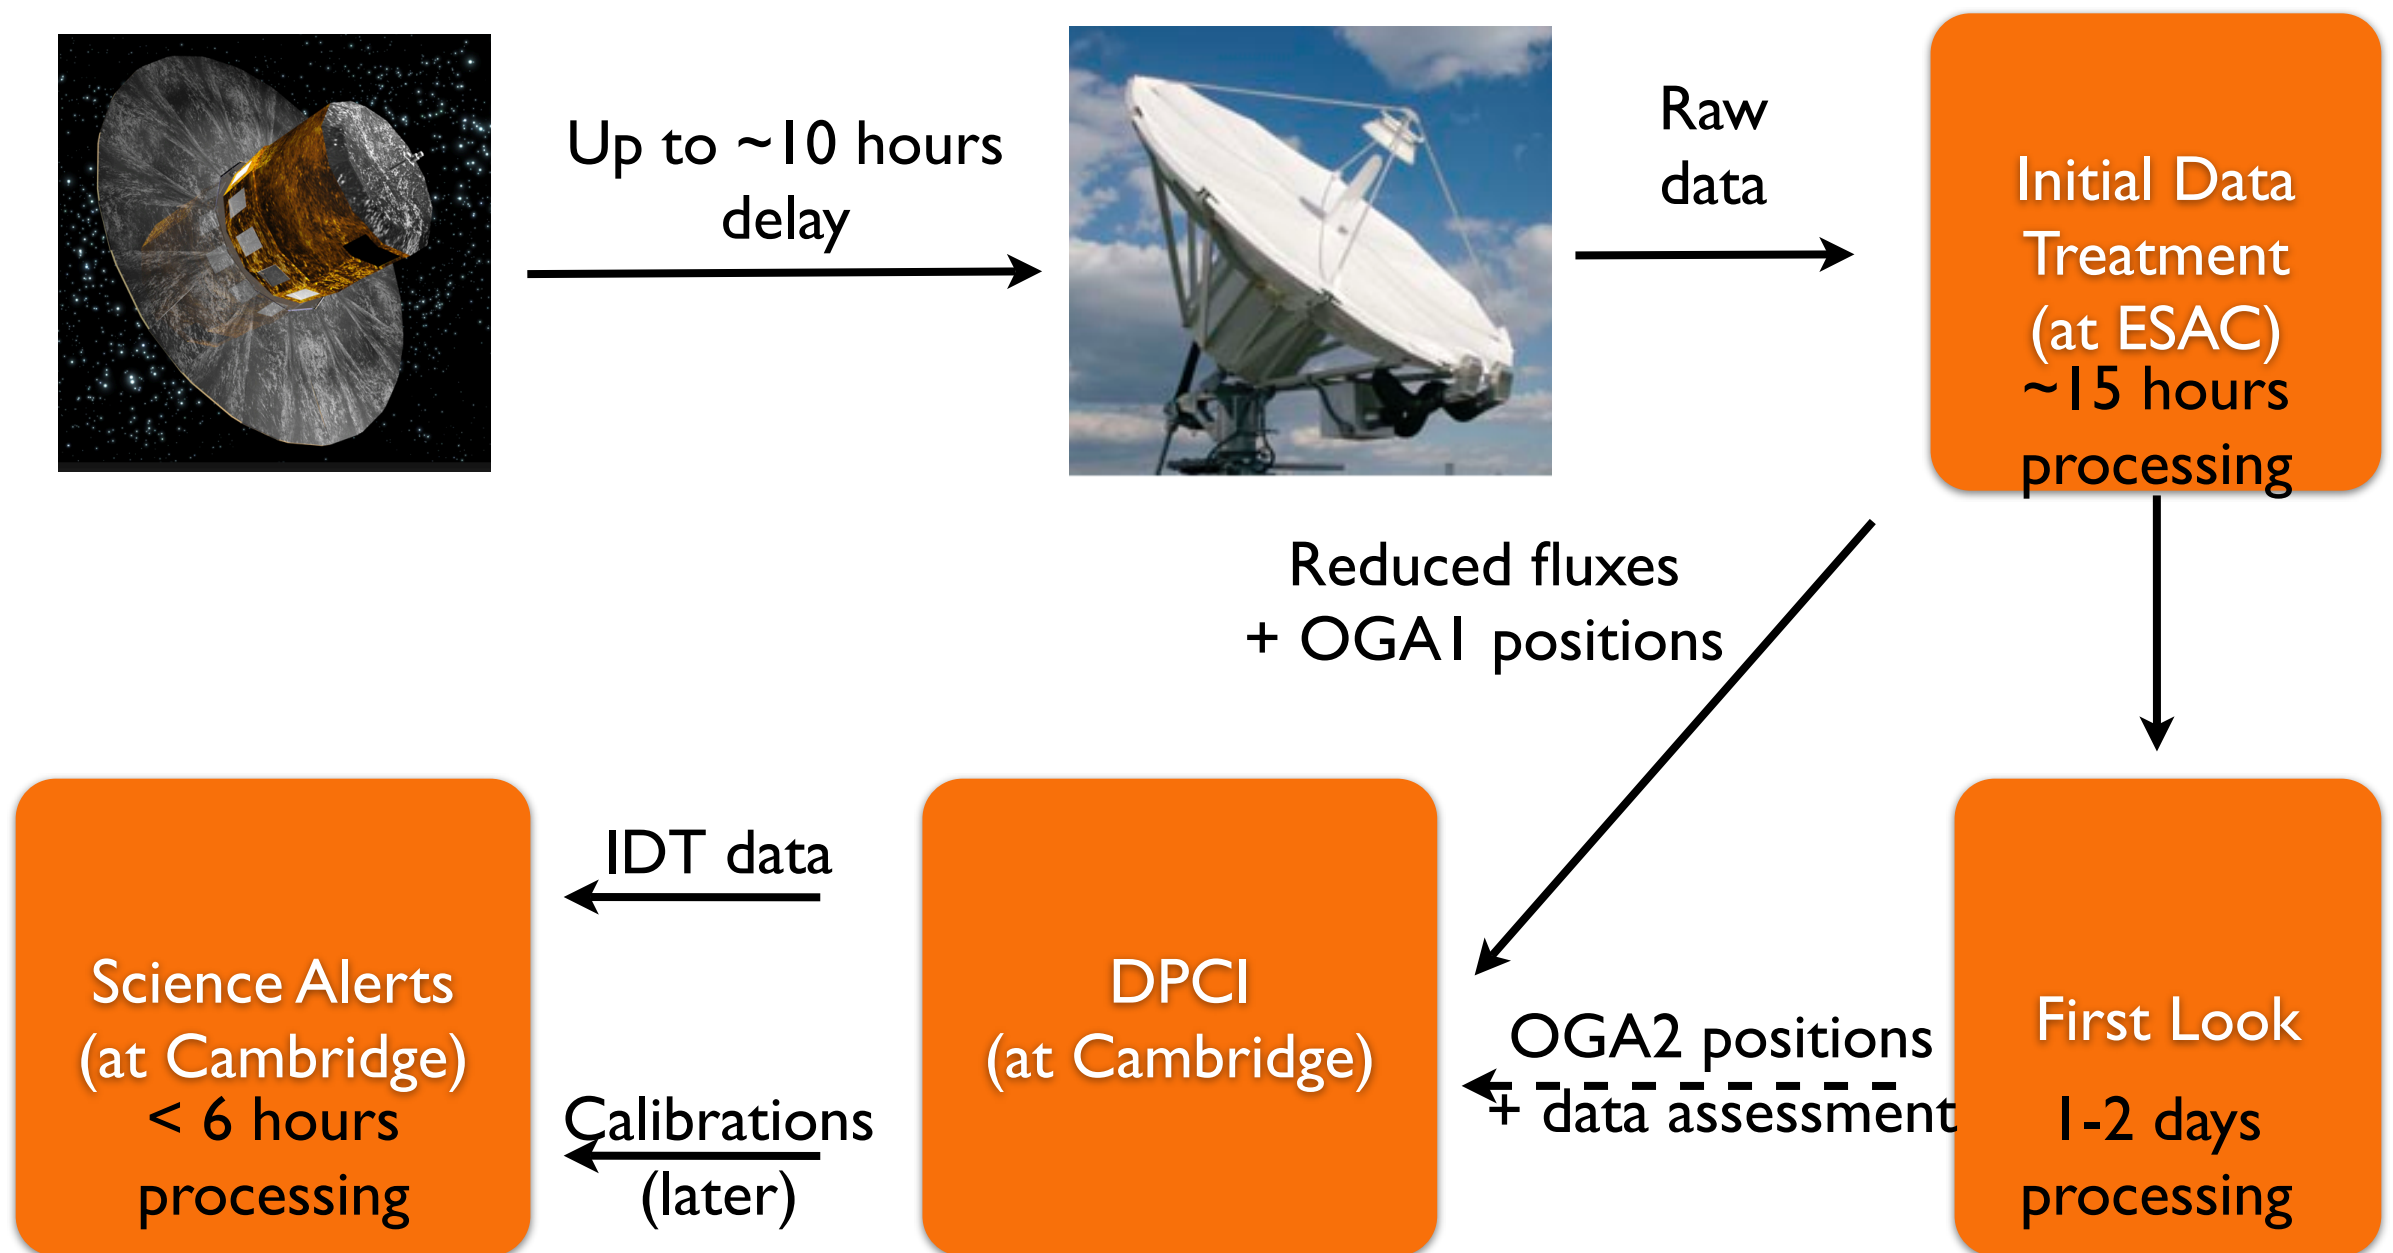 Up to ~10 hours
delay
Raw
data
Initial Data
Treatment
(at ESAC)
~15 hours
processing
Reduced fluxes
+ OGA1 positions
IDT data
Science Alerts
(at Cambridge)
< 6 hours
processing
Calibrations
(later)
DPCI
(at Cambridge)
OGA2 positions
+ data assessment
First Look
1-2 days
processing